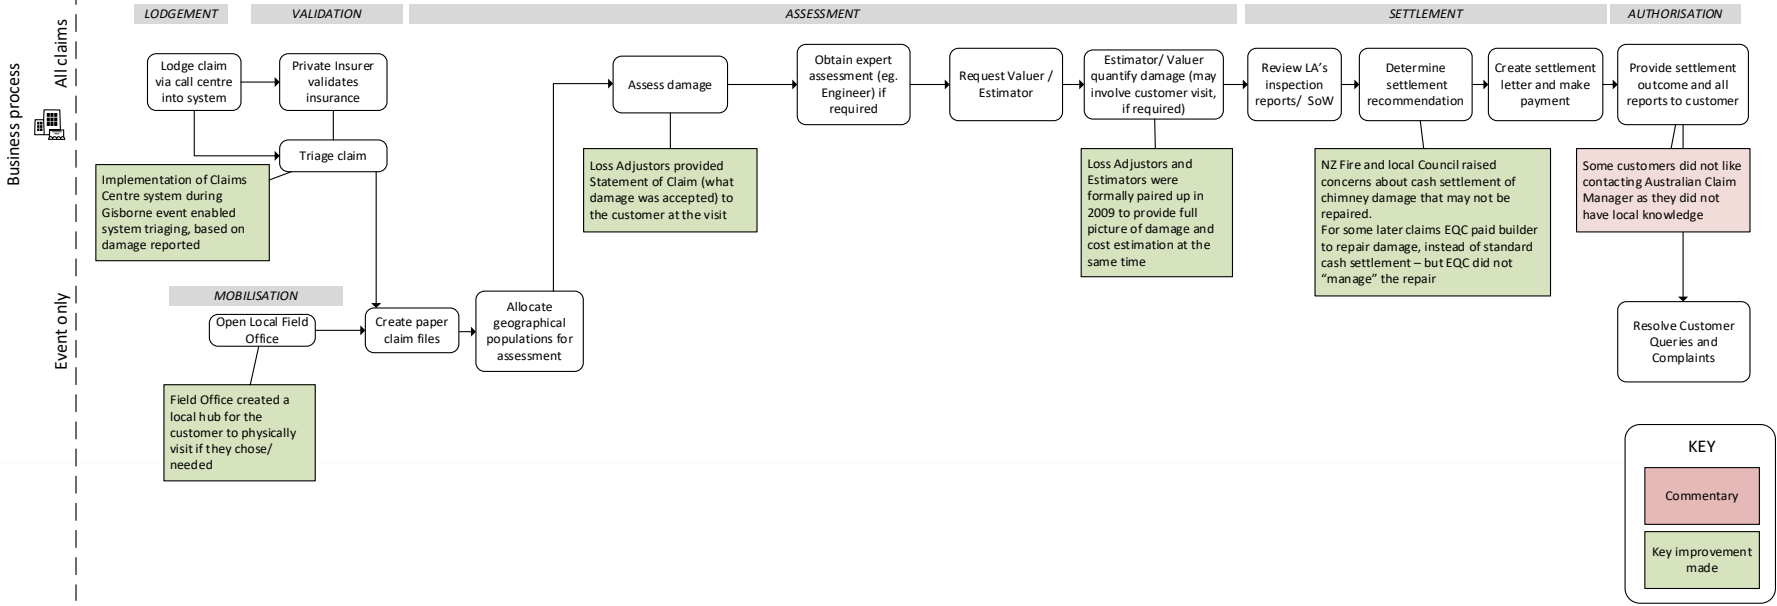 LODGEMENT
VALIDATION
ASSESSMENT
SETTLEMENT
AUTHORISATION
Business process
All claims
Event only
Lodge claim
via call centre
into system
Private Insurer
validates
insurance
Triage claim
Assess damage
Obtain expert
assessment (eg.
Engineer) if
required
Request Valuer /
Estimator
Estimator/ Valuer
quantify damage (may
involve customer visit,
if required)
Review LA's
inspection
reports/ SoW
Determine
settlement
recommendation
Create settlement
letter and make
payment
Provide settlement
outcome and all
reports to customer
Implementation of Claims
Centre system during
Gisborne event enabled
system triaging, based on
damage reported
Loss Adjustors provided
Statement of Claim (what
damage was accepted) to
the customer at the visit
Loss Adjustors and
Estimators were
formally paired up in
2009 to provide full
picture of damage and
cost estimation at the
same time
NZ Fire and local Council raised
concerns about cash settlement of
chimney damage that may not be
repaired.
For some later claims EQC paid builder
to repair damage, instead of standard
cash settlement – but EQC did not
“manage” the repair
Some customers did not like
contacting Australian Claim
Manager as they did not
have local knowledge
MOBILISATION
Open Local Field
Office
Create paper
claim files
Allocate
geographical
populations for
assessment
Resolve Customer
Queries and
Complaints
Field Office created a
local hub for the
customer to physically
visit if they chose/
needed
KEY
Commentary
Key improvement
made